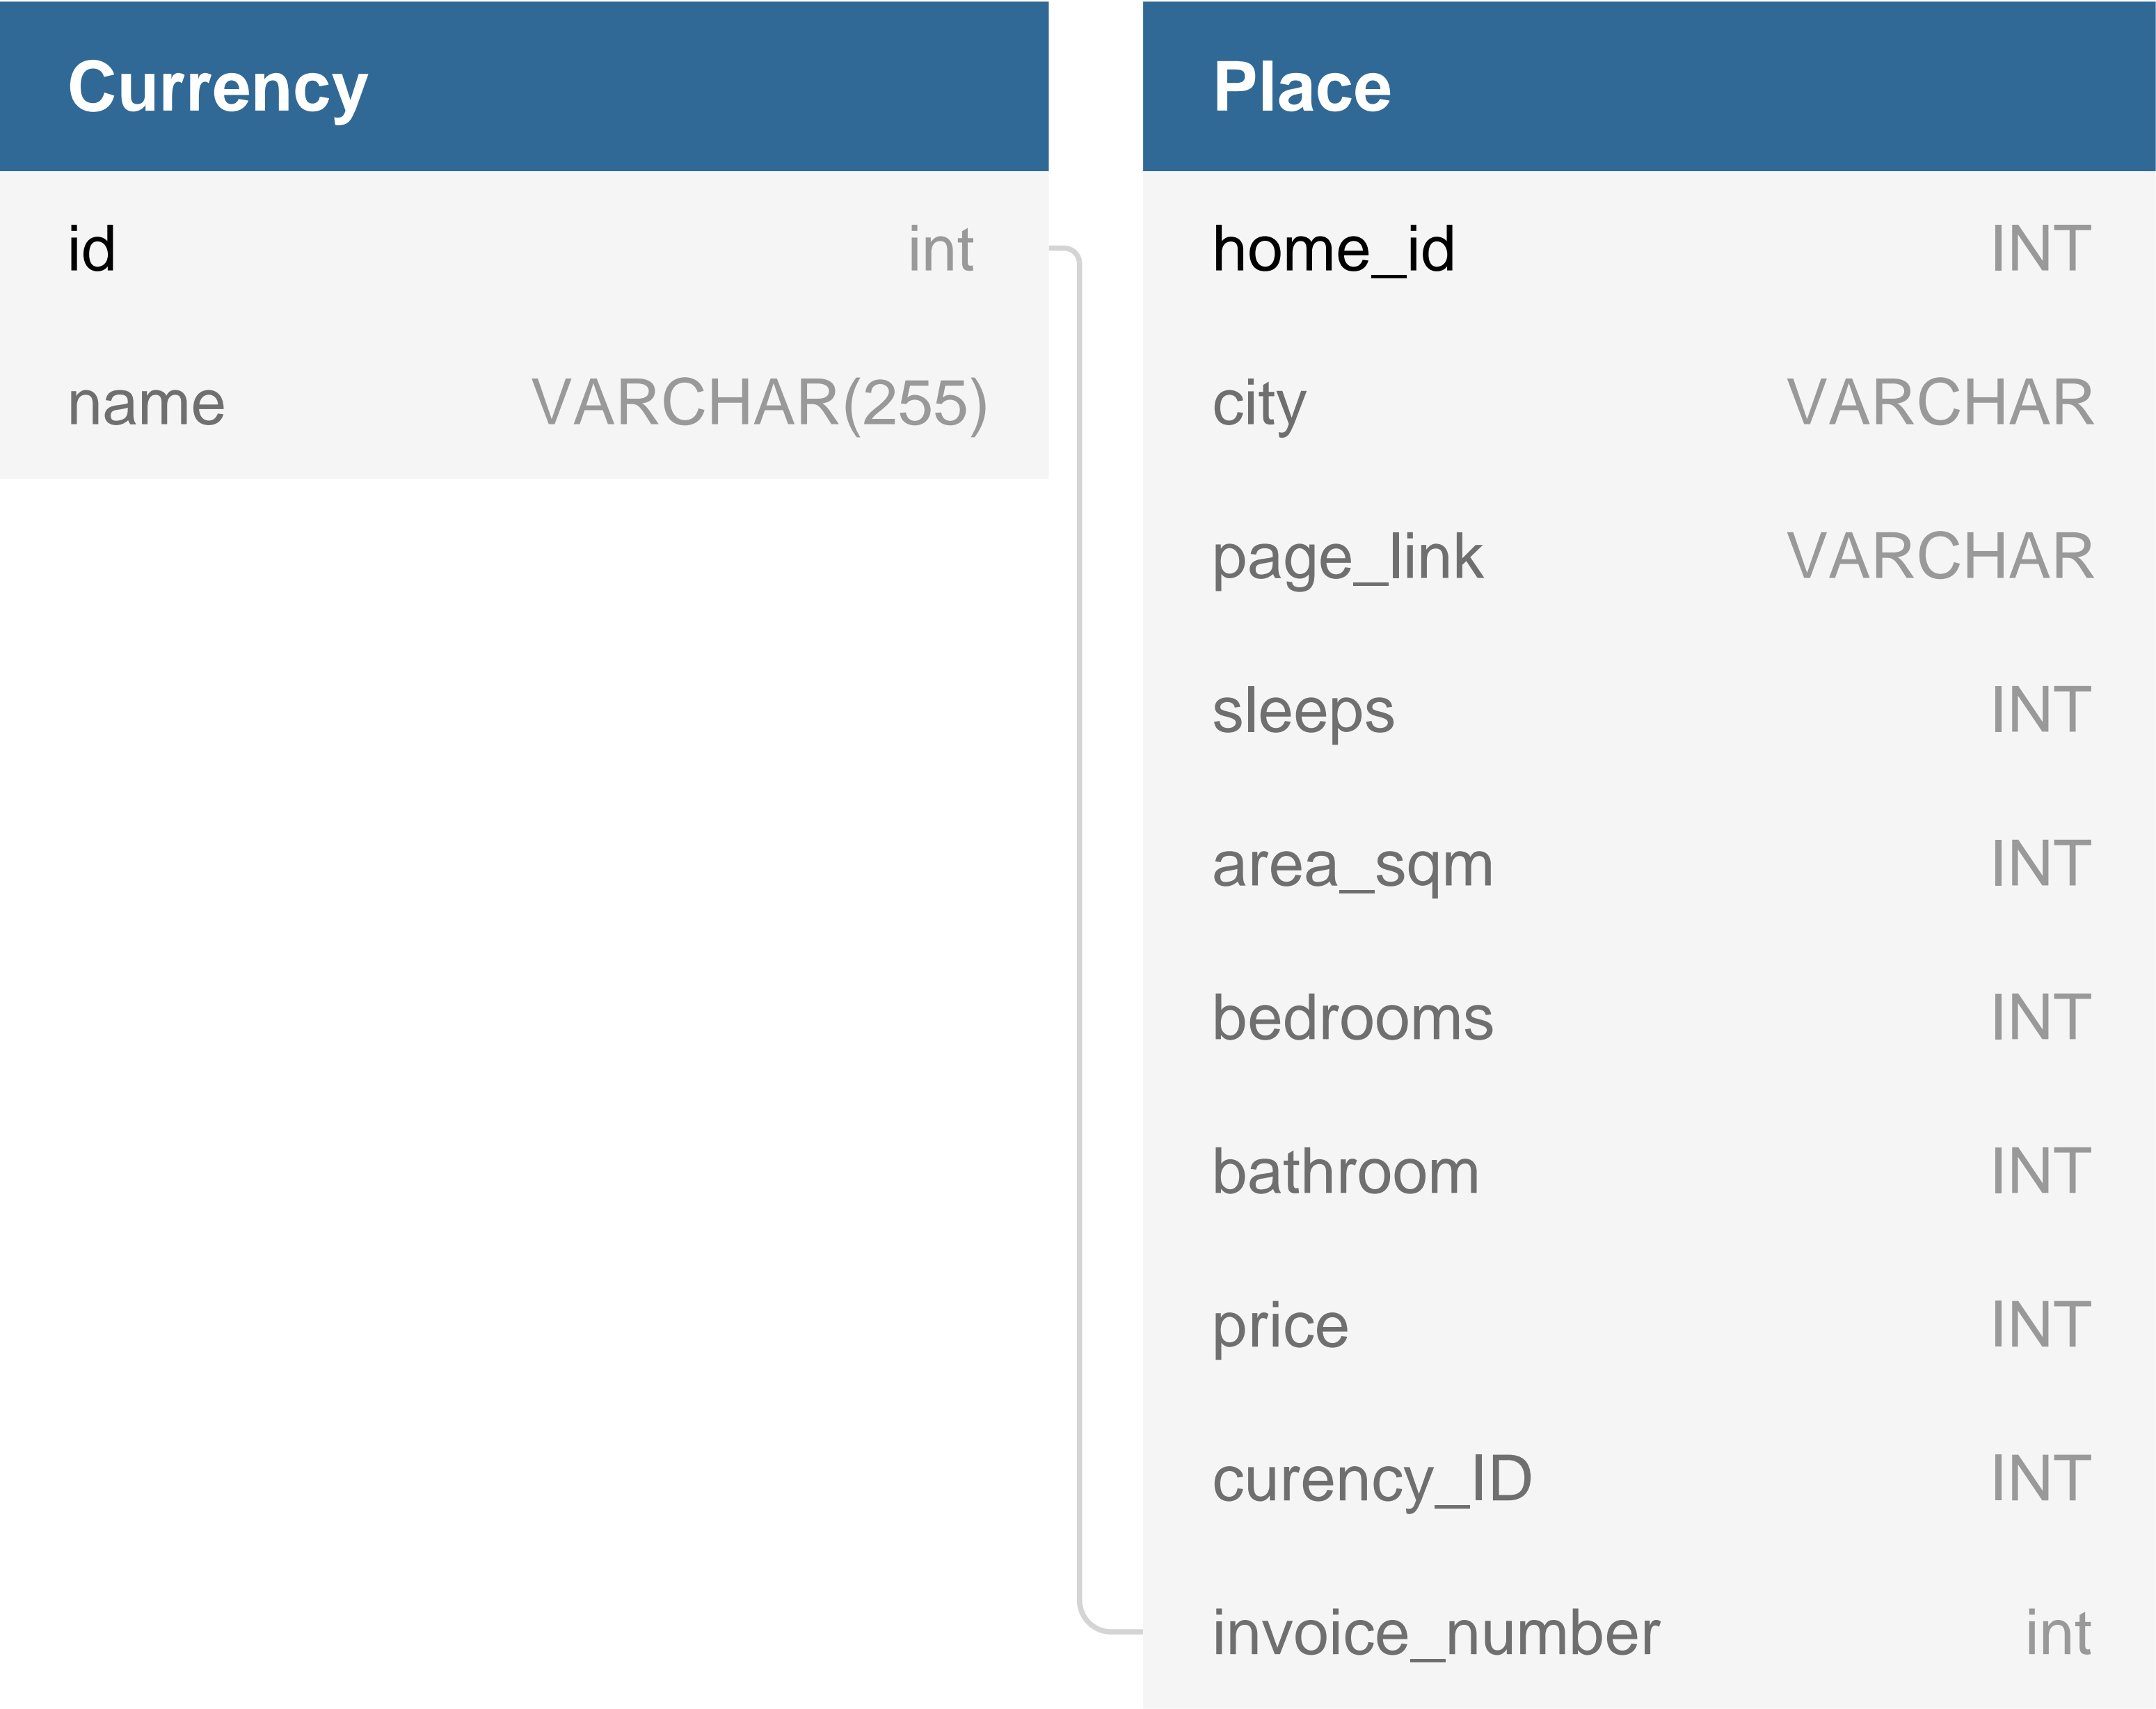 Currency
id int
name VARCHAR(255)
Place
home_id INT
city VARCHAR
page_link VARCHAR
sleeps INT
area_sqm INT
bedrooms INT
bathroom INT
price INT
curency_ID INT
invoice_number int